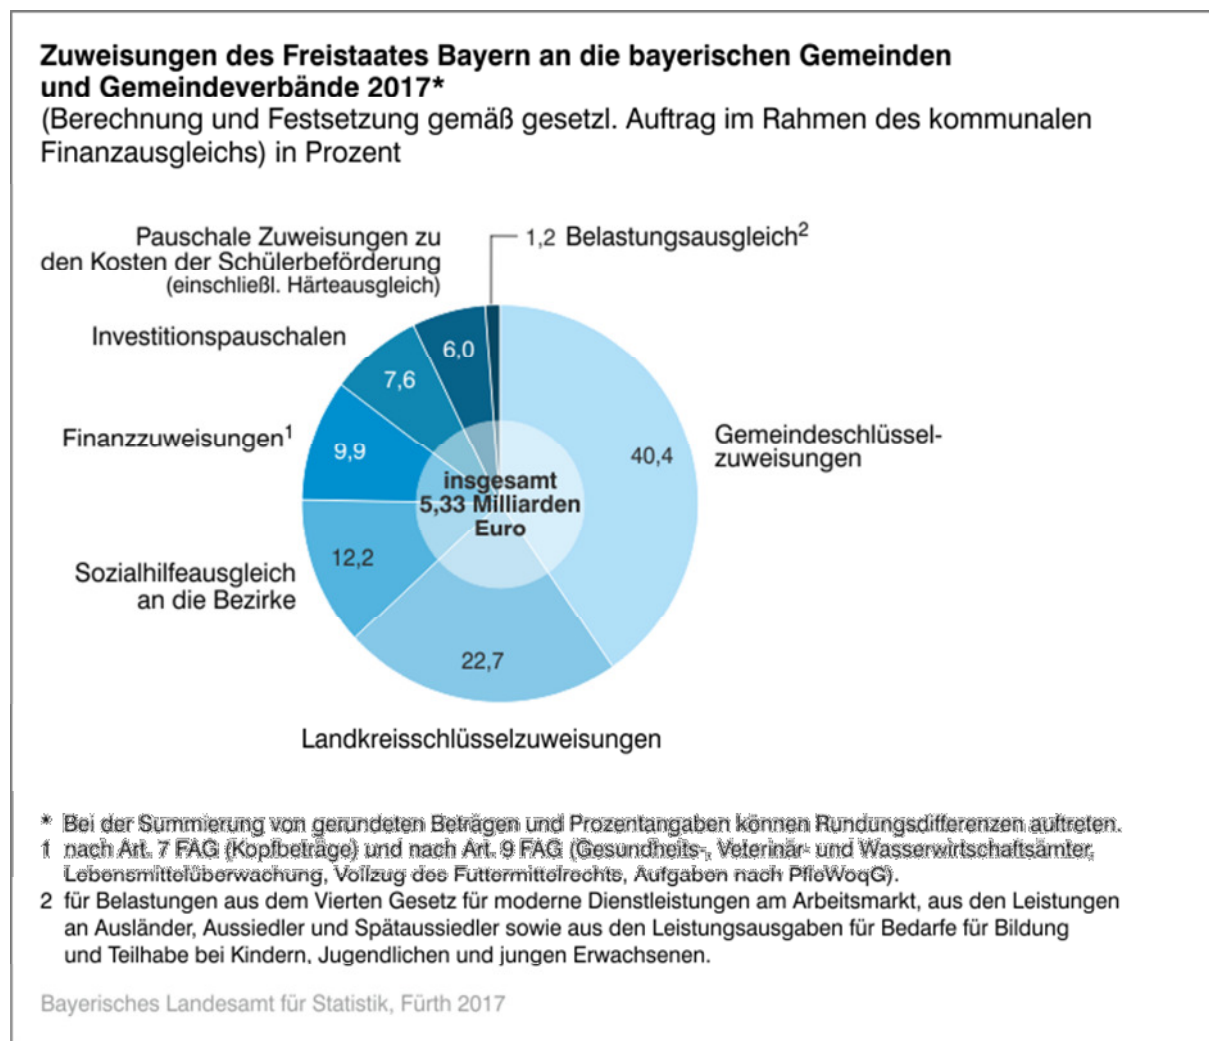 Zuweisungen des Freistaates Bayern an die bayerischen Gemeinden
und Gemeindeverbände 2017*
(Berechnung und Festsetzung gemäß gesetzl. Auftrag im Rahmen des kommunalen
Finanzausgleichs) in Prozent
Pauschale Zuweisungen zu
den Kosten der Schülerbeförderung
(einschließl. Härteausgleich)
1,2 Belastungsausgleich2
Investitionspauschalen
6,0
7,6
Finanzzuweisungen1
9,9
Gemeindeschlüssel-
zuweisungen
40,4
insgesamt
5,33 Milliarden
Euro
Sozialhilfeausgleich
an die Bezirke
12,2
22,7
Landkreisschlüsselzuweisungen
* Bei der Summierung von gerundeten Beträgen und Prozentangaben können Rundungsdifferenzen auftreten.
1 nach Art. 7 FAG (Kopfbeträge) und nach Art. 9 FAG (Gesundheits-, Veterinär- und Wasserwirtschaftsämter,
Lebensmittelüberwachung, Vollzug des Futtermittelrechts, Aufgaben nach PfleWoqG).
2 für Belastungen aus dem Vierten Gesetz für moderne Dienstleistungen am Arbeitsmarkt, aus den Leistungen
an Ausländer, Aussiedler und Spätaussiedler sowie aus den Leistungsausgaben für Bedarfe für Bildung
und Teilhabe bei Kindern, Jugendlichen und jungen Erwachsenen.
Bayerisches Landesamt für Statistik, Fürth 2017